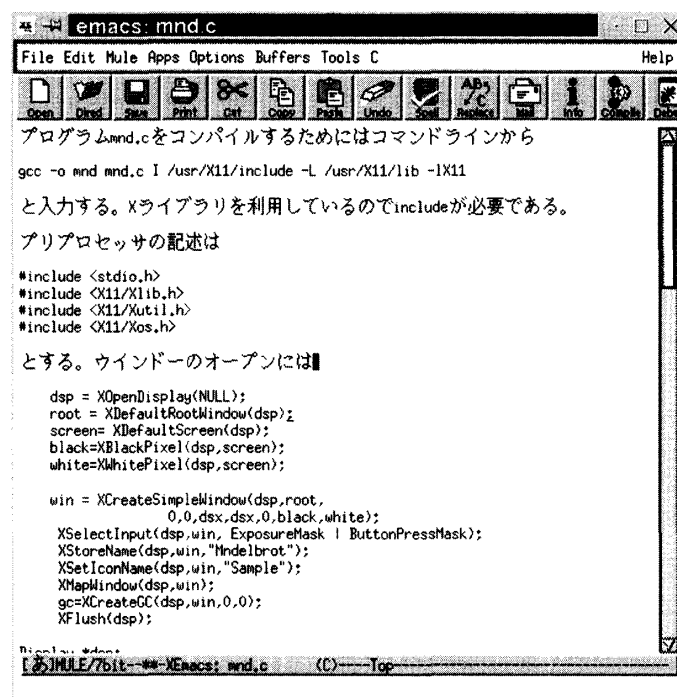 emacs: mnd.c
File Edit Mule Apps Options Buffers Tools C Help
Open Dired Save Print Cut Copy Paste Undo Spell Replace Mail Info Compile Debu
プログラムmnd.cをコンパイルするためにはコマンドラインから
gcc -o mnd mnd.c I /usr/X11/include -L /usr/X11/lib -lX11
と入力する。Xライブラリを利用しているのでincludeが必要である。
プリプロセッサの記述は
#include <stdio.h>
#include <X11/Xlib.h>
#include <X11/Xutil.h>
#include <X11/Xos.h>
とする。ウインドーのオープンには
dsp = XOpenDisplay(NULL);
root = XDefaultRootWindow(dsp);
screen= XDefaultScreen(dsp);
black=XBlackPixel(dsp,screen);
white=XWhitePixel(dsp,screen);
win = XCreateSimpleWindow(dsp,root,
0,0,dsx,dsx,0,black,white);
XSelectInput(dsp,win, ExposureMask | ButtonPressMask);
XStoreName(dsp,win,"Mndelbrot");
XSetIconName(dsp,win,"Sample");
XMapWindow(dsp,win);
gc=XCreateGC(dsp,win,0,0);
XFlush(dsp);
[あ]MULE/7bit--**-XEmacs: mnd.c (C)----Top----